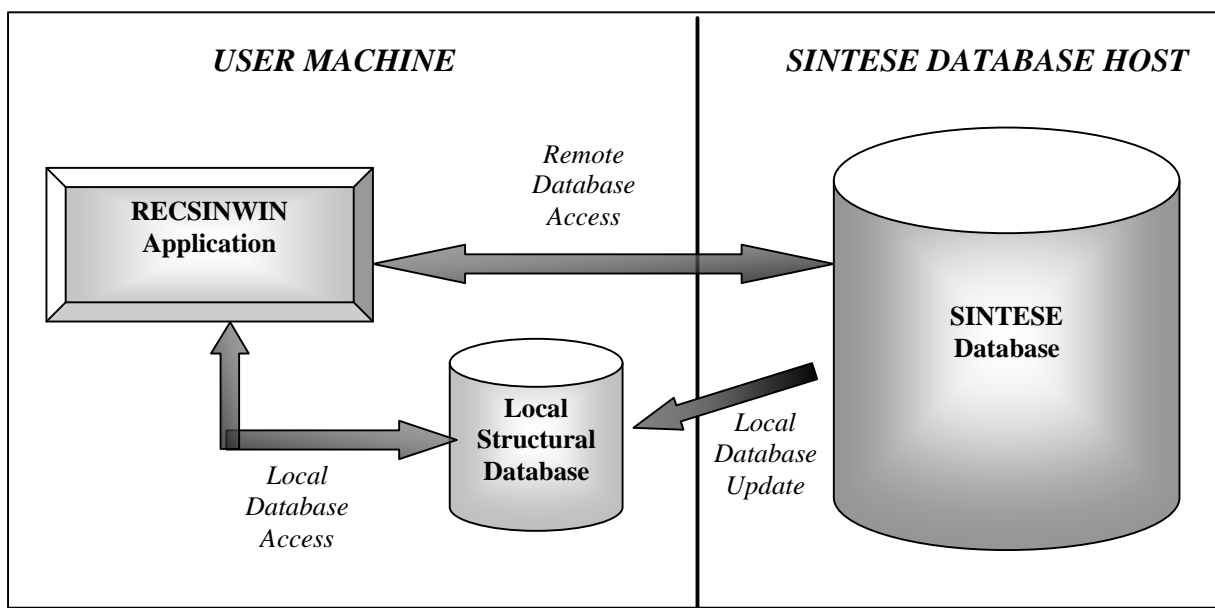 USER MACHINE
SINTESE DATABASE HOST
Remote
Database
Access
RECSINWIN
Application
SINTESE
Database
Local
Structural
Database
Local
Database
Update
Local
Database
Access